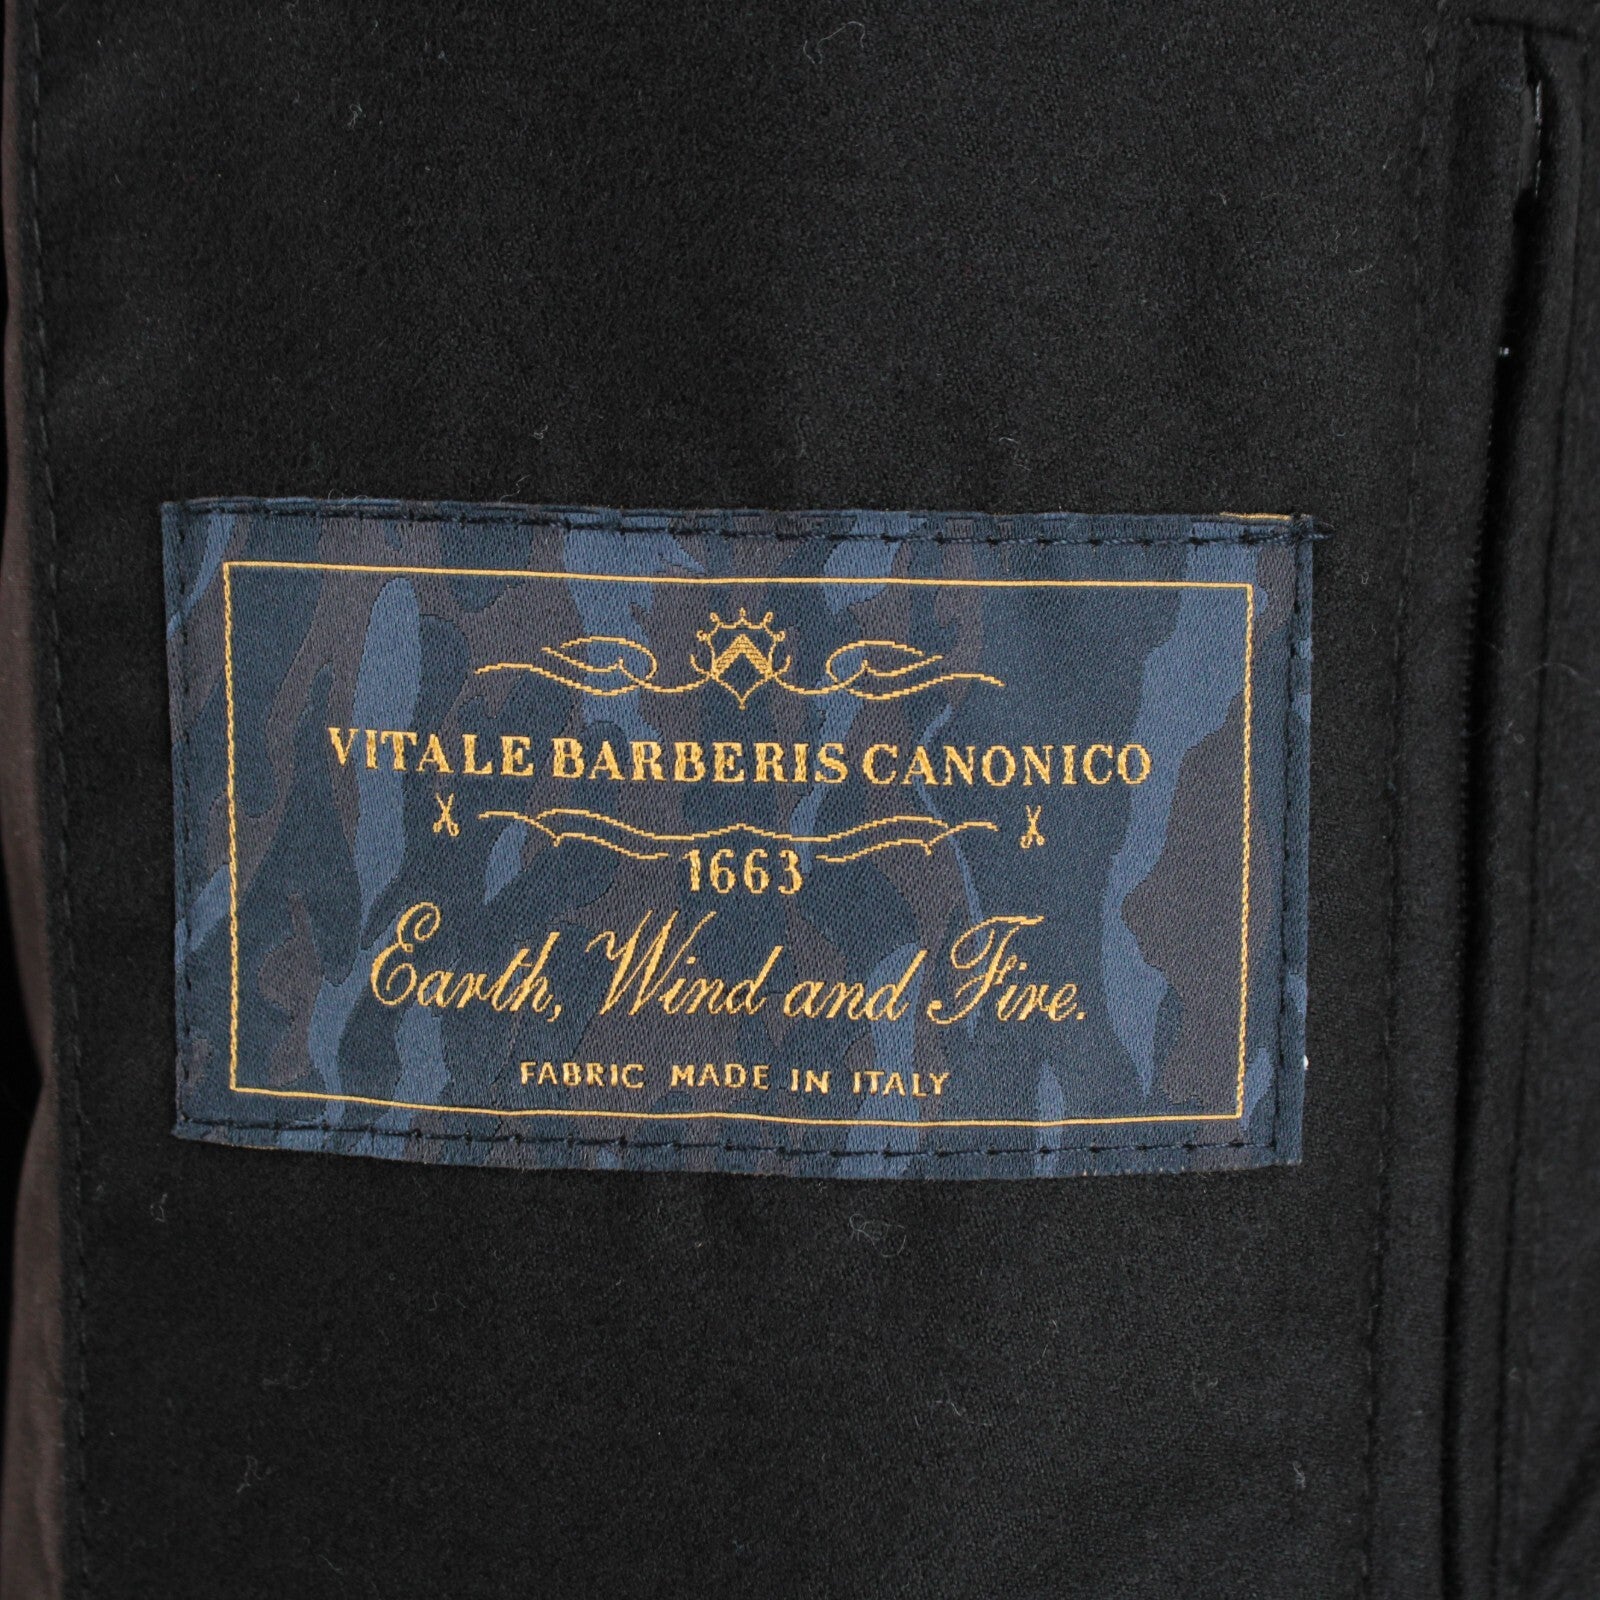 VITALE BARBERIS CANONICO
1663
Earth, Wind and Fire.
FABRIC MADE IN ITALY